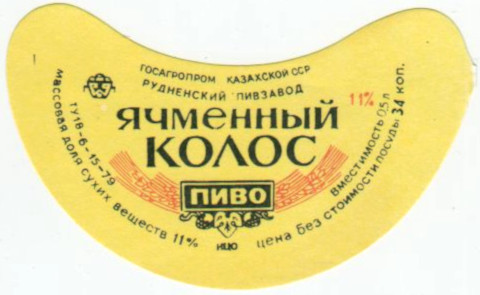 ГОСАГРОПРОМ КАЗАХСКОЙ ССР
РУДНЕНСКИЙ ПИВЗАВОД
11%
ЯЧМЕННЫЙ
КОЛОС
ПИВО
ТУ18-6-15-79
массовая доля сухих веществ 11%
ИЦЮ
Вместимость 0,5 л
цена без стоимости посуды 34 коп.